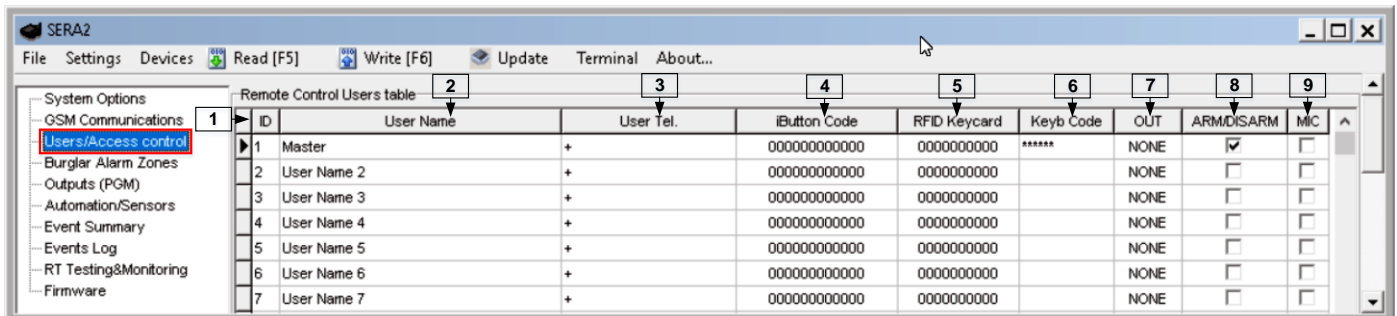 SERA2
File Settings Devices Read [F5] Write [F6] Update Terminal About...
System Options
GSM Communications
Users/Access control
Burglar Alarm Zones
Outputs (PGM)
Automation/Sensors
Event Summary
Events Log
RT Testing&Monitoring
Firmware
Remote Control Users table
1 2 3 4 5 6 7 8 9
ID User Name User Tel. iButton Code RFID Keycard Keyb Code OUT ARM/DISARM MIC
1 Master + 000000000000 0000000000 ****** NONE
2 User Name 2 + 000000000000 0000000000 NONE
3 User Name 3 + 000000000000 0000000000 NONE
4 User Name 4 + 000000000000 0000000000 NONE
5 User Name 5 + 000000000000 0000000000 NONE
6 User Name 6 + 000000000000 0000000000 NONE
7 User Name 7 + 000000000000 0000000000 NONE